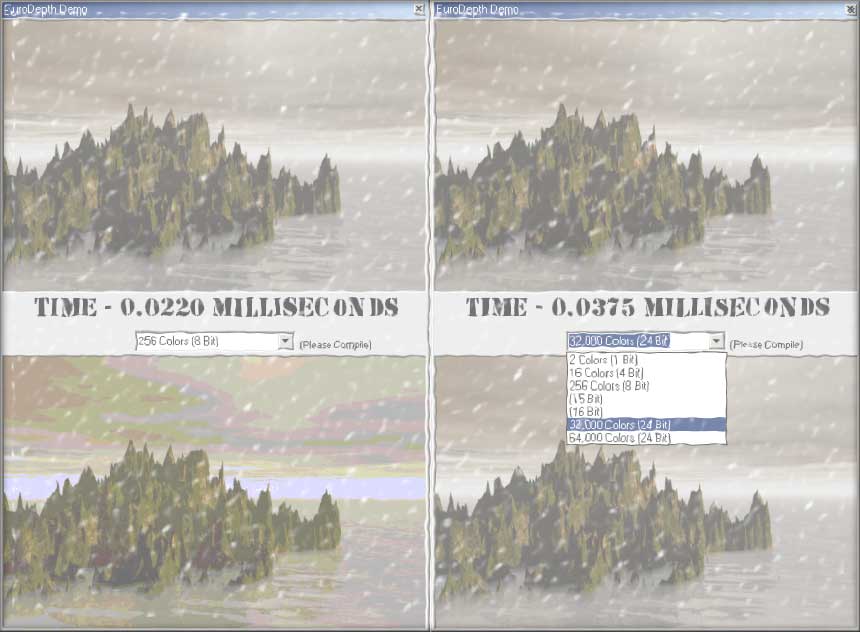 EuroDepth Demo
TIME - 0.0220 MILLISECONDS
256 Colors (8 Bit)
(Please Compile)
EuroDepth Demo
TIME - 0.0375 MILLISECONDS
32,000 Colors (24 Bit)
(Please Compile)
2 Colors (1 Bit)
16 Colors (4 Bit)
256 Colors (8 Bit)
(15 Bit)
(16 Bit)
32,000 Colors (24 Bit)
64,000 Colors (24 Bit)